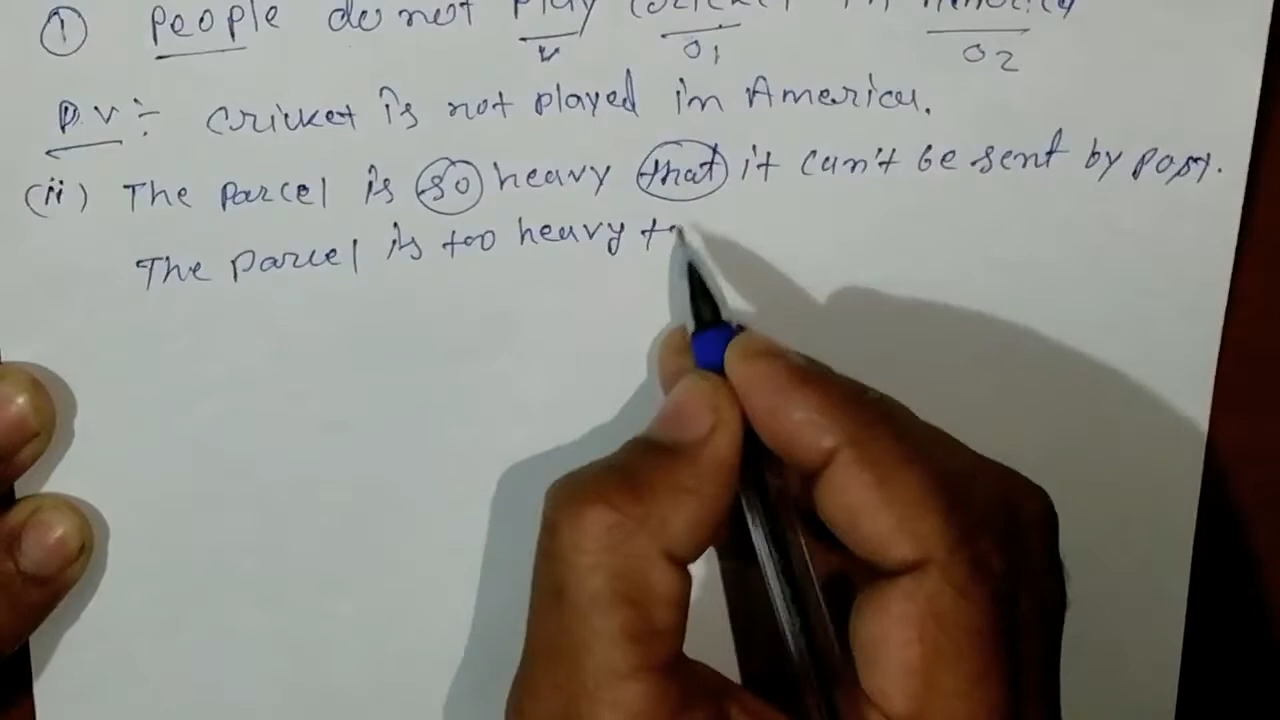 ① People do not Play cricket in America
V O1 O2
P.V:- Cricket is not played in America.
(ii) The Parcel is so heavy that it can't be sent by post.
The Parcel is too heavy to